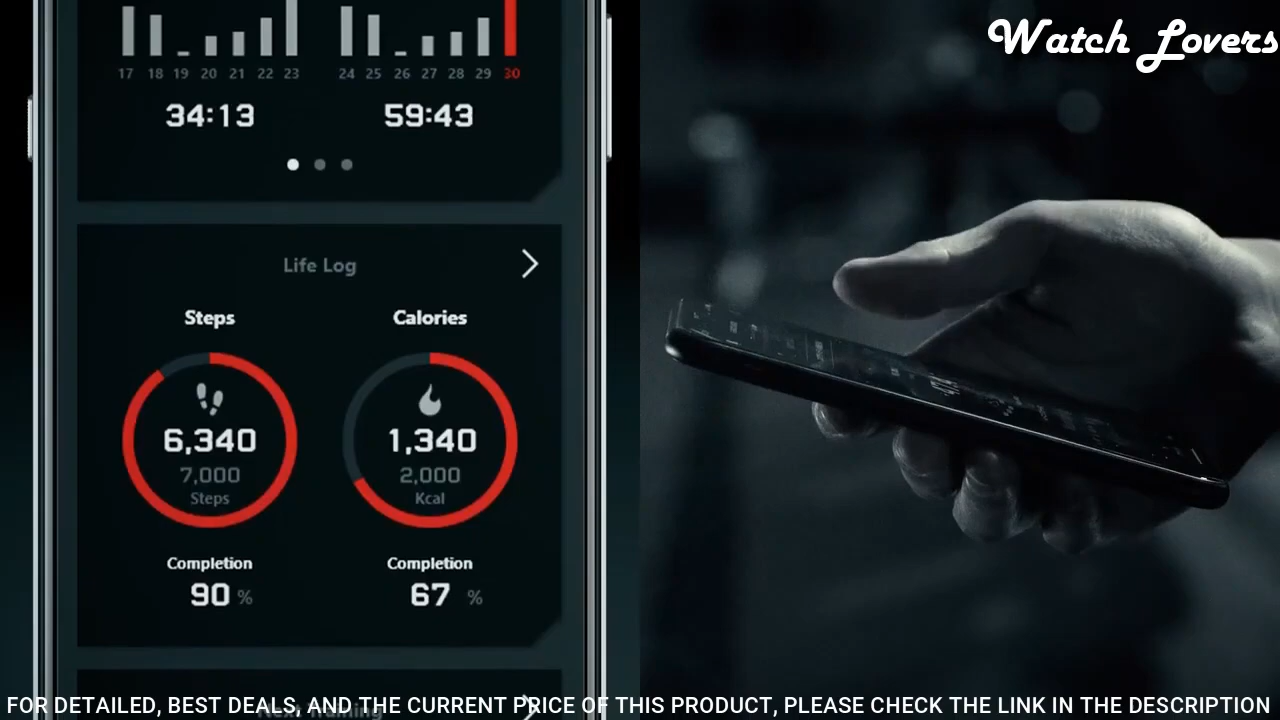 Watch Lovers
17 18 19 20 21 22 23 24 25 26 27 28 29 30
34:13 59:43
Life Log
Steps Calories
6,340 1,340
7,000 2,000
Steps Kcal
Completion Completion
90 % 67 %
Next Training
FOR DETAILED, BEST DEALS, AND THE CURRENT PRICE OF THIS PRODUCT, PLEASE CHECK THE LINK IN THE DESCRIPTION